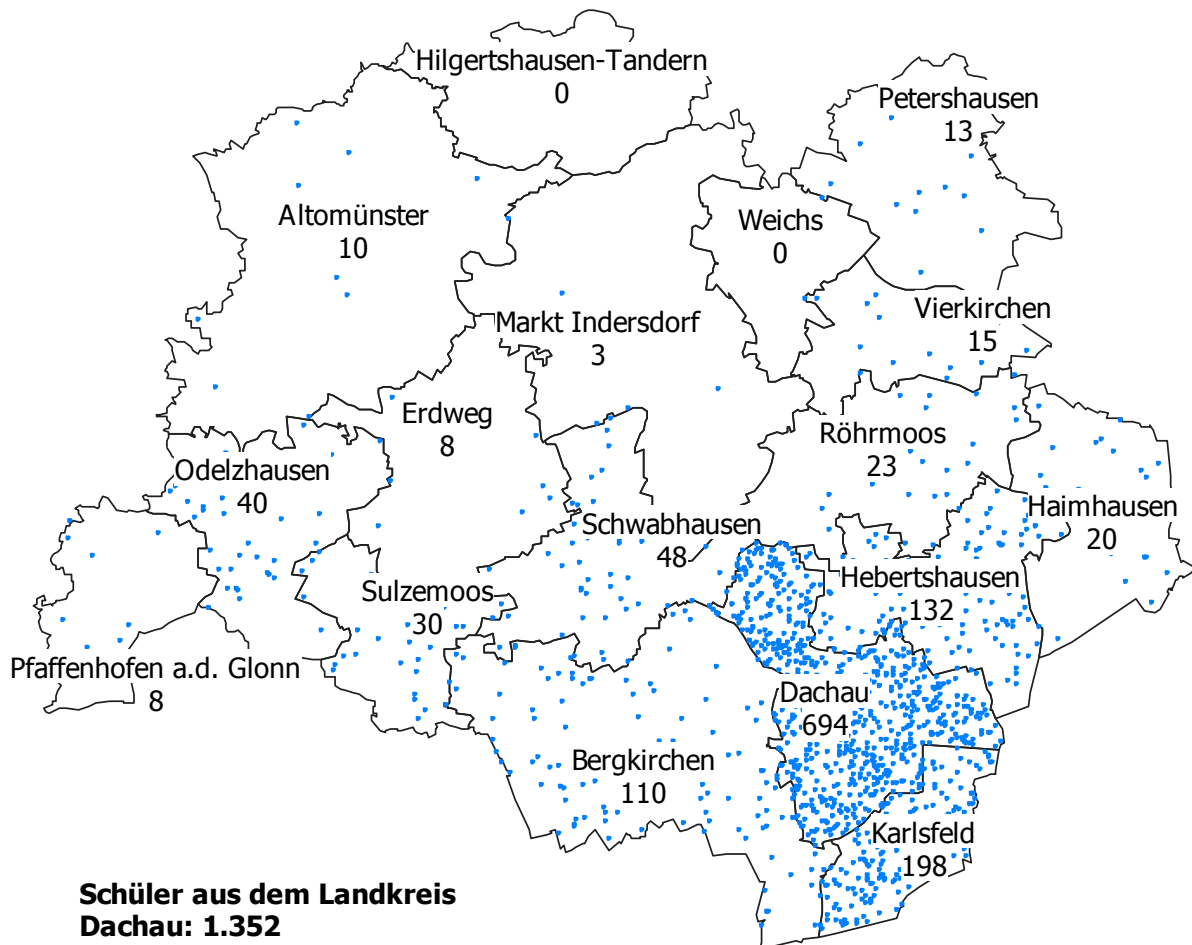 Hilgertshausen-Tandern
0
Petershausen
13
Altomünster
10
Weichs
0
Markt Indersdorf
3
Vierkirchen
15
Erdweg
8
Röhrmoos
23
Odelzhausen
40
Haimhausen
20
Schwabhausen
48
Hebertshausen
132
Sulzemoos
30
Pfaffenhofen a.d. Glonn
8
Dachau
694
Bergkirchen
110
Karlsfeld
198
Schüler aus dem Landkreis
Dachau: 1.352